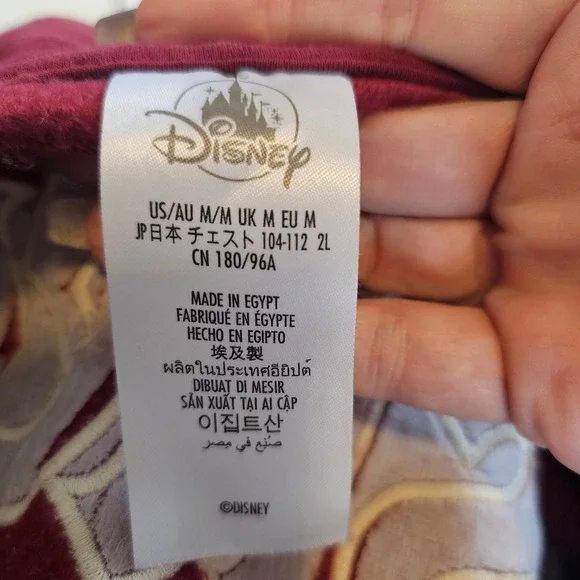 Disney
US/AU M/M UK M EU M
JP日本 チェスト 104-112 2L
CN 180/96A
MADE IN EGYPT
FABRIQUÉ EN ÉGYPTE
HECHO EN EGIPTO
埃及製
ผลิตในประเทศอียิปต์
DIBUAT DI MESIR
SẢN XUẤT TẠI AI CẬP
이집트산
صُنِع في مصر
©DISNEY